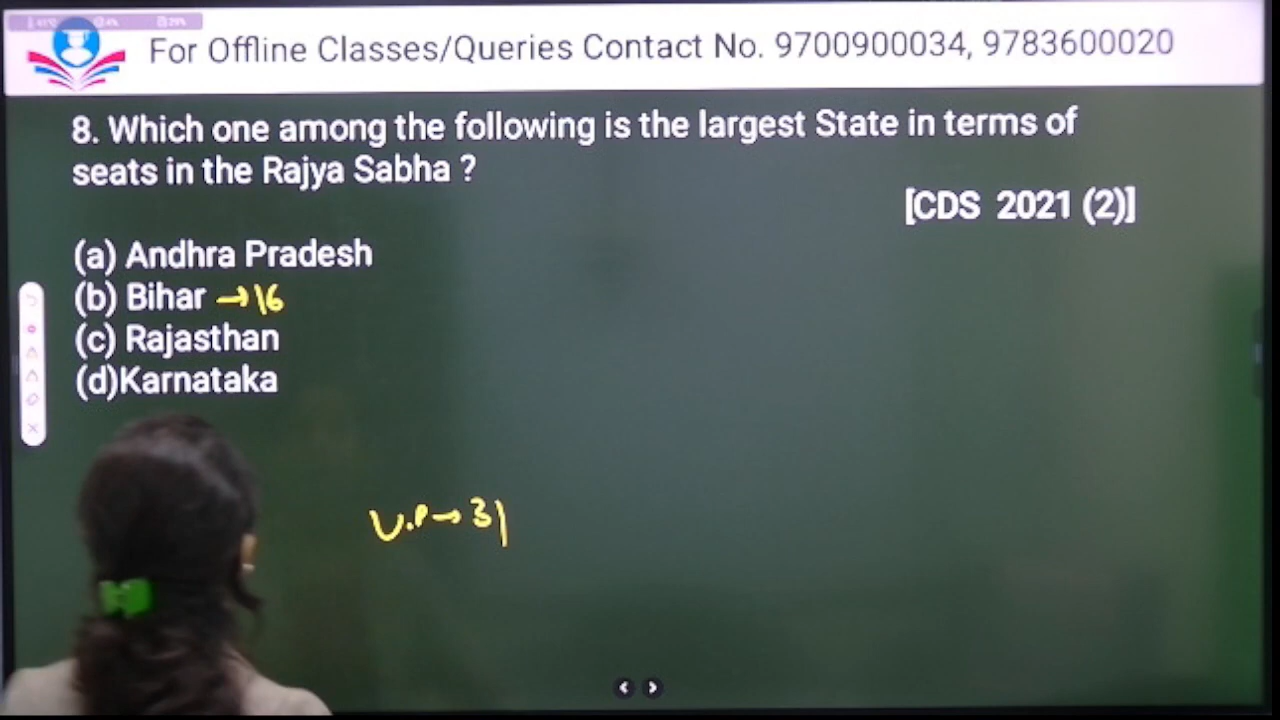 For Offline Classes/Queries Contact No. 9700900034, 9783600020
8. Which one among the following is the largest State in terms of
seats in the Rajya Sabha ?
[CDS 2021 (2)]
(a) Andhra Pradesh
(b) Bihar → 16
(c) Rajasthan
(d)Karnataka
U.P → 31